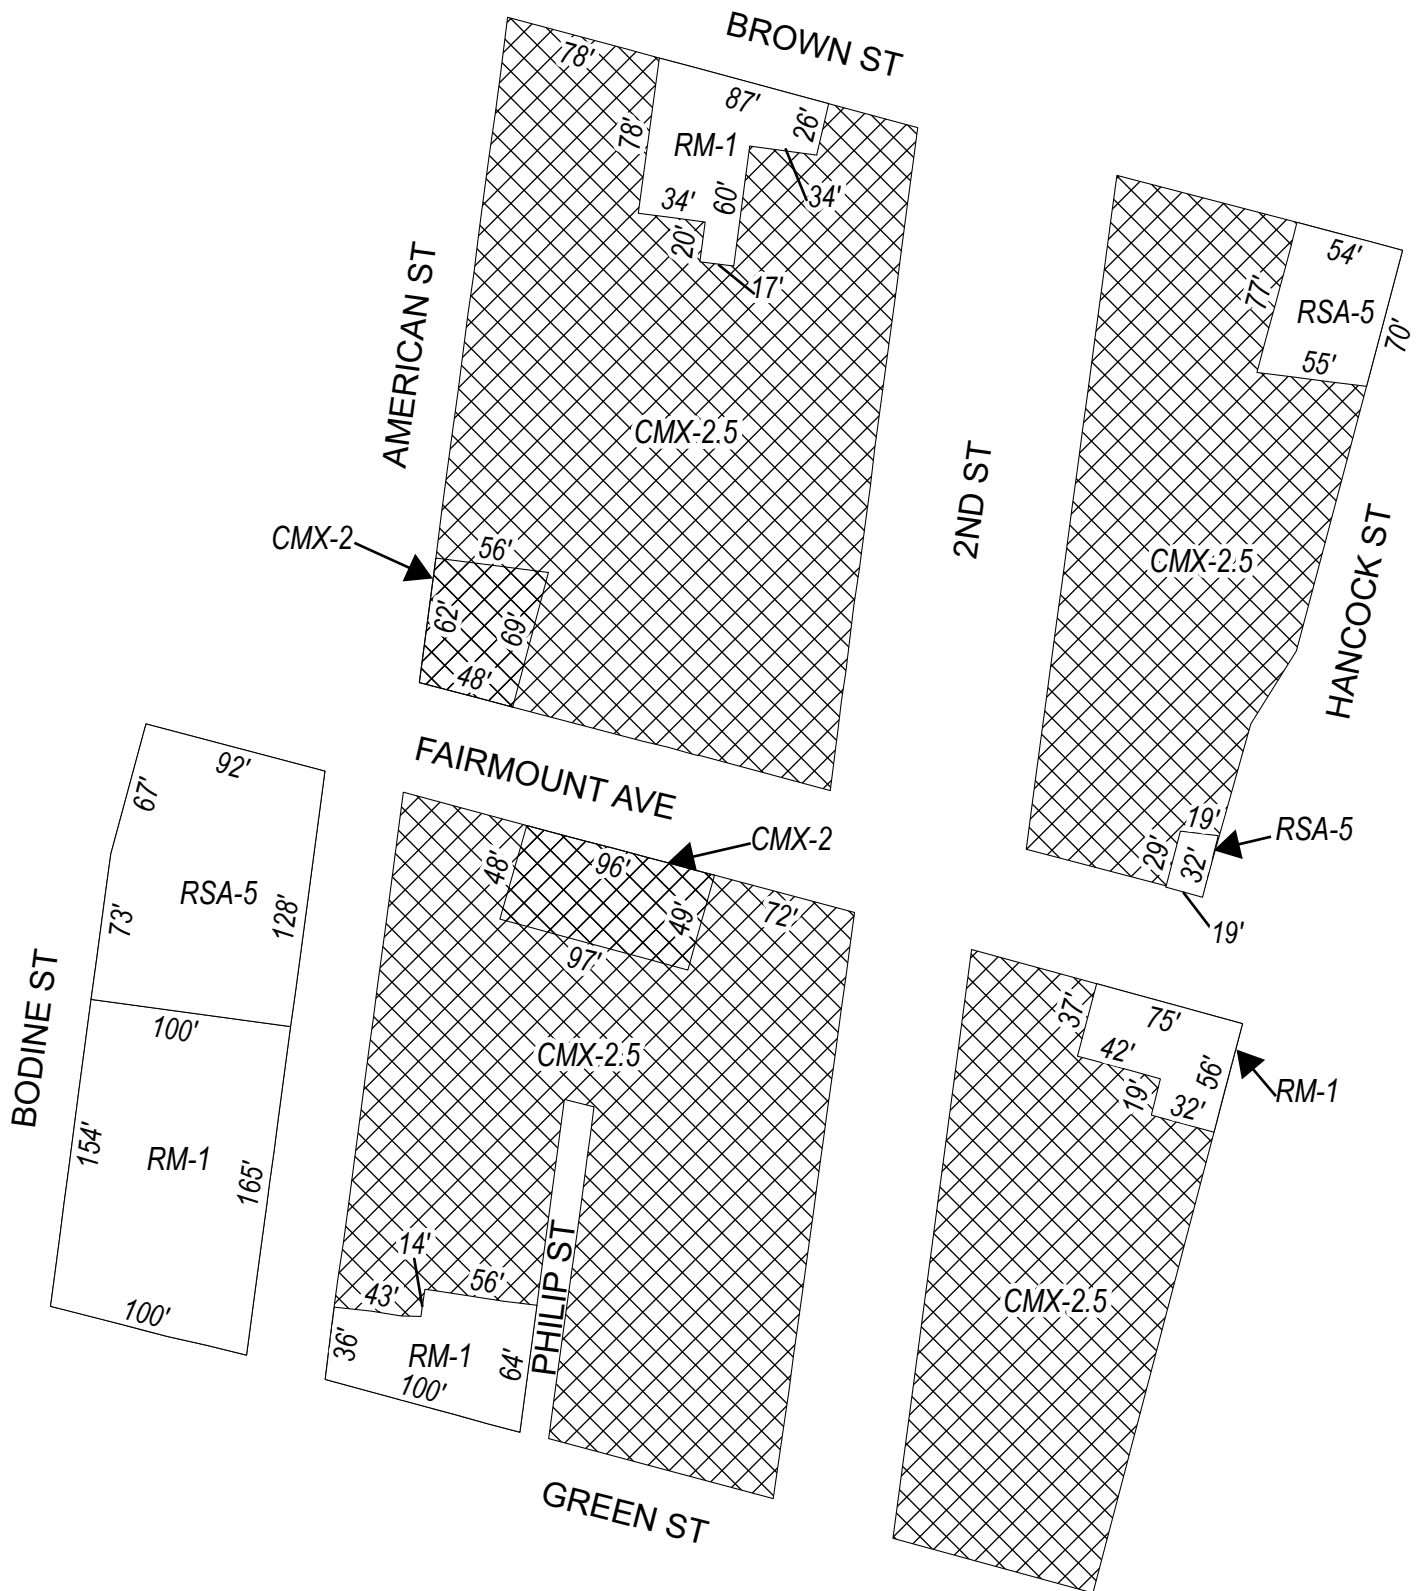 BROWN ST
78'
87'
26'
78'
RM-1
34'
34'
60'
20'
17'
54'
77'
RSA-5
70'
55'
AMERICAN ST
CMX-2.5
2ND ST
CMX-2
56'
62'
69'
48'
CMX-2.5
HANCOCK ST
FAIRMOUNT AVE
92'
67'
RSA-5
73'
128'
CMX-2
48'
96'
49'
72'
97'
19'
RSA-5
29'
32'
19'
BODINE ST
100'
CMX-2.5
37'
75'
42'
56'
19'
32'
RM-1
154'
RM-1
165'
100'
14'
43'
56'
PHILIP ST
36'
RM-1
64'
100'
CMX-2.5
GREEN ST